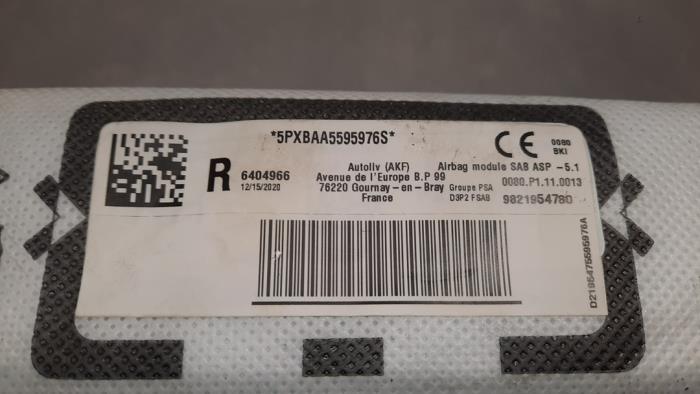 *5PXBAA5595976S*
CE 0080
BKI
R 6404966
12/15/2020
Autoliv (AKF)
Avenue de l'Europe B.P 99
76220 Gournay-en-Bray
France
Airbag module SAB ASP -5.1
0080.P1.11.0013
Groupe PSA
D3P2 FSAB 9821954780
D2195475595976A